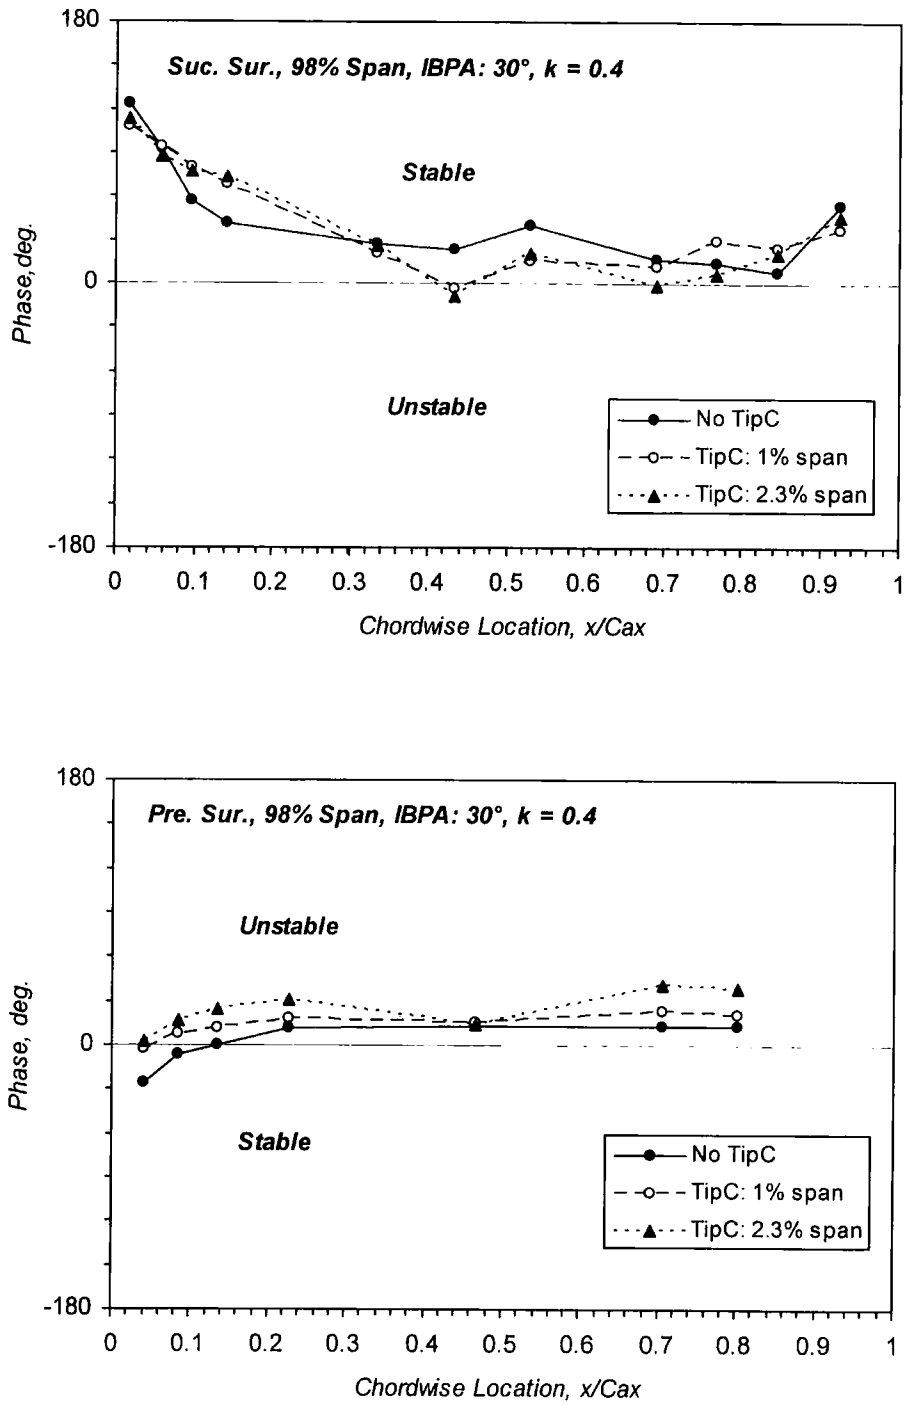 180
Suc. Sur., 98% Span, IBPA: 30°, k = 0.4
Stable
Phase,deg.
0
Unstable
No TipC
TipC: 1% span
TipC: 2.3% span
-180
0 0.1 0.2 0.3 0.4 0.5 0.6 0.7 0.8 0.9 1
Chordwise Location, x/Cax
180
Pre. Sur., 98% Span, IBPA: 30°, k = 0.4
Unstable
Phase, deg.
0
Stable
No TipC
TipC: 1% span
TipC: 2.3% span
-180
0 0.1 0.2 0.3 0.4 0.5 0.6 0.7 0.8 0.9 1
Chordwise Location, x/Cax